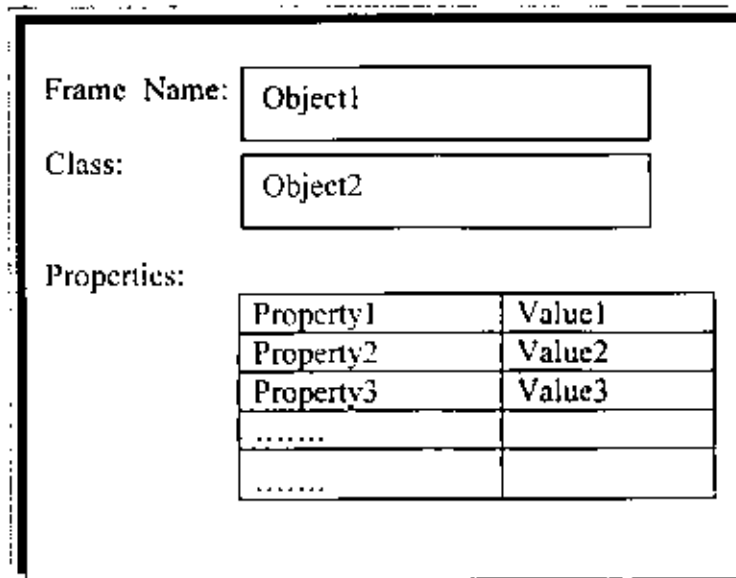 Frame Name: Object1
Class: Object2
Properties:
Property1 Value1
Property2 Value2
Property3 Value3
.......
.......